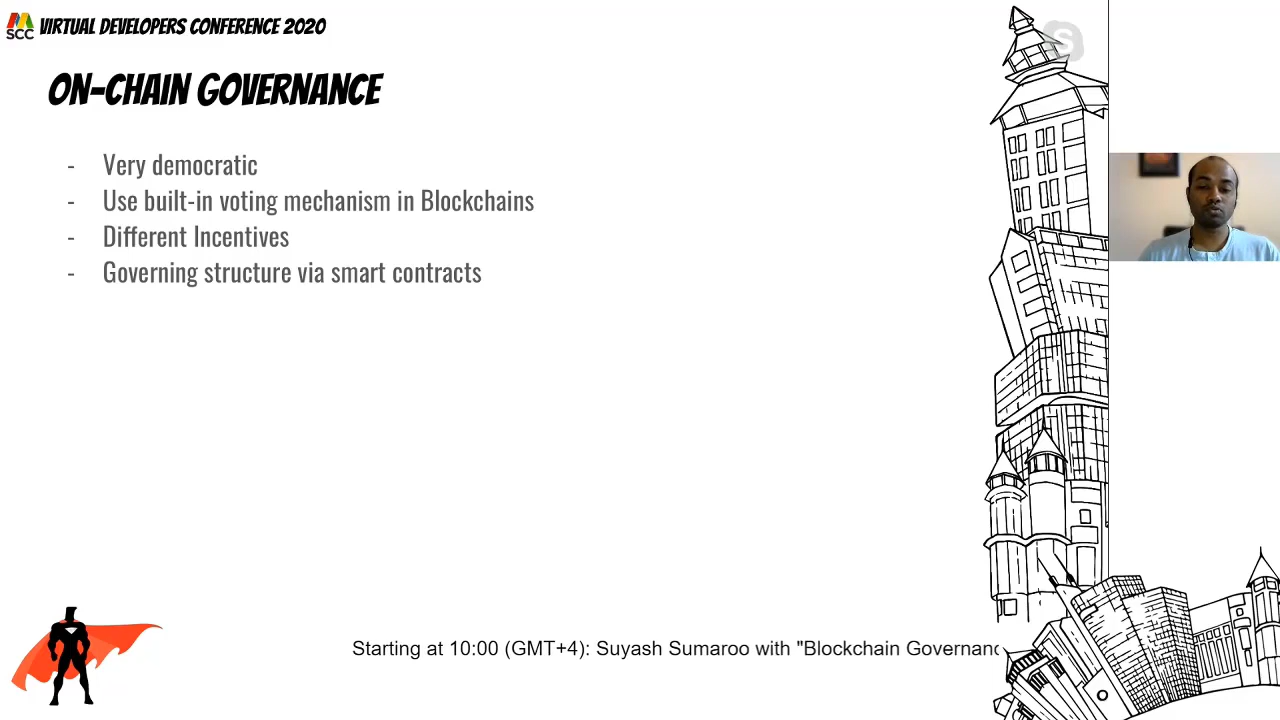 SCC VIRTUAL DEVELOPERS CONFERENCE 2020
ON-CHAIN GOVERNANCE
- Very democratic
- Use built-in voting mechanism in Blockchains
- Different Incentives
- Governing structure via smart contracts
Starting at 10:00 (GMT+4): Suyash Sumaroo with "Blockchain Governanc